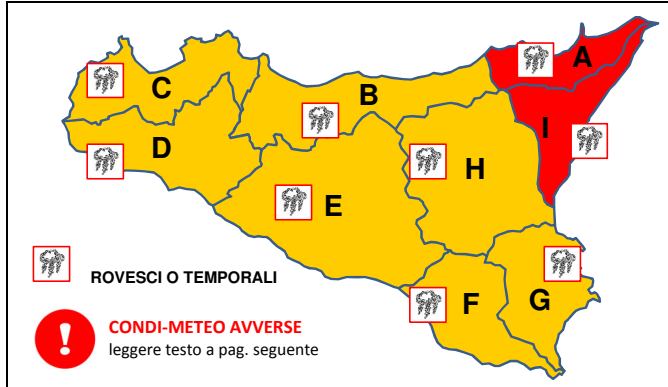 A
C
B
I
D
H
E
ROVESCI O TEMPORALI
F
G
CONDI-METEO AVVERSE
leggere testo a pag. seguente